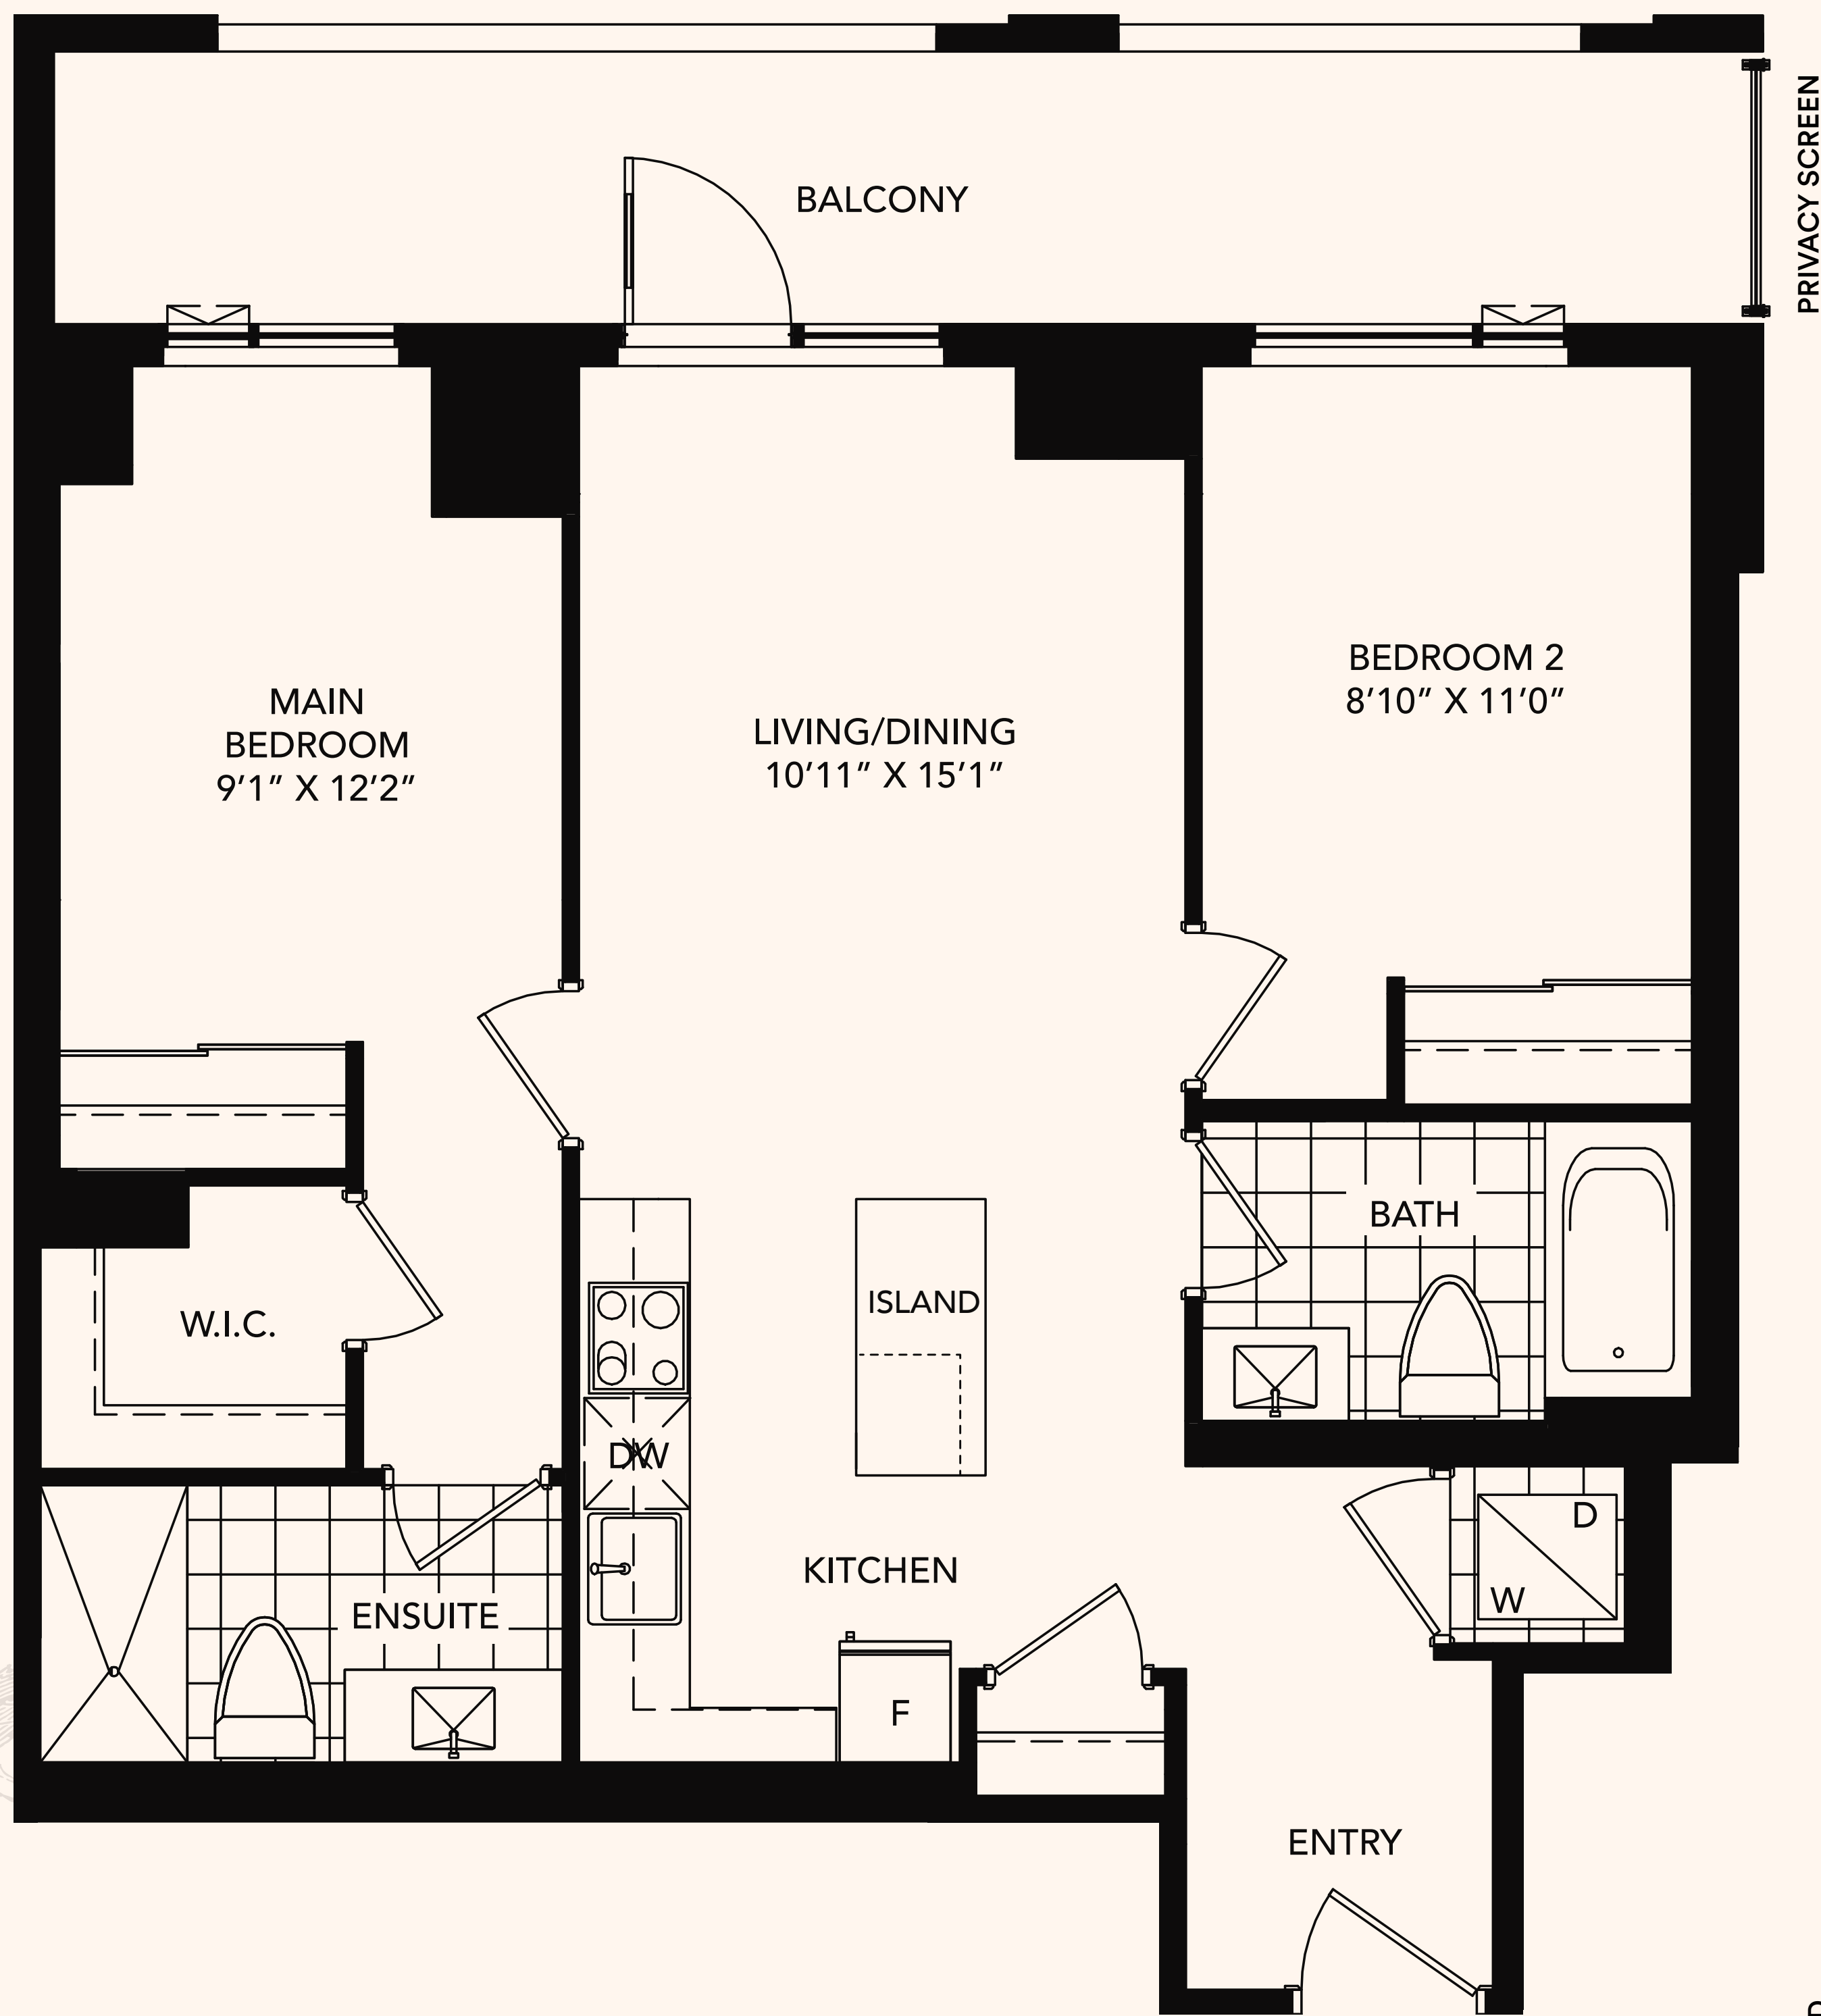 BALCONY
PRIVACY SCREEN
MAIN
BEDROOM
9’1” X 12’2”
LIVING/DINING
10’11” X 15’1”
BEDROOM 2
8’10” X 11’0”
BATH
W.I.C.
ISLAND
DW
D
W
KITCHEN
ENSUITE
F
ENTRY